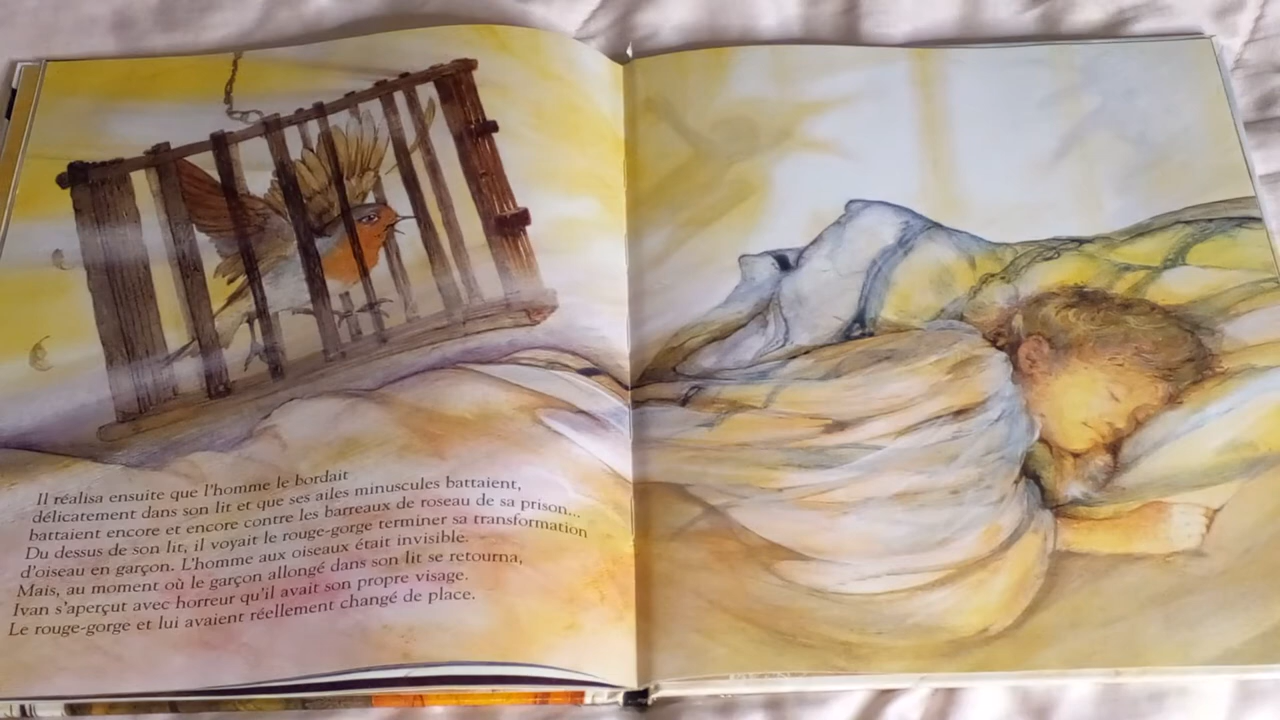 Il réalisa ensuite que l'homme le bordait
délicatement dans son lit et que ses ailes minuscules battaient,
battaient encore et encore contre les barreaux de roseau de sa prison...
Du dessus de son lit, il voyait le rouge-gorge terminer sa transformation
d'oiseau en garçon. L'homme aux oiseaux était invisible.
Mais, au moment où le garçon allongé dans son lit se retourna,
Ivan s'aperçut avec horreur qu'il avait son propre visage.
Le rouge-gorge et lui avaient réellement changé de place.